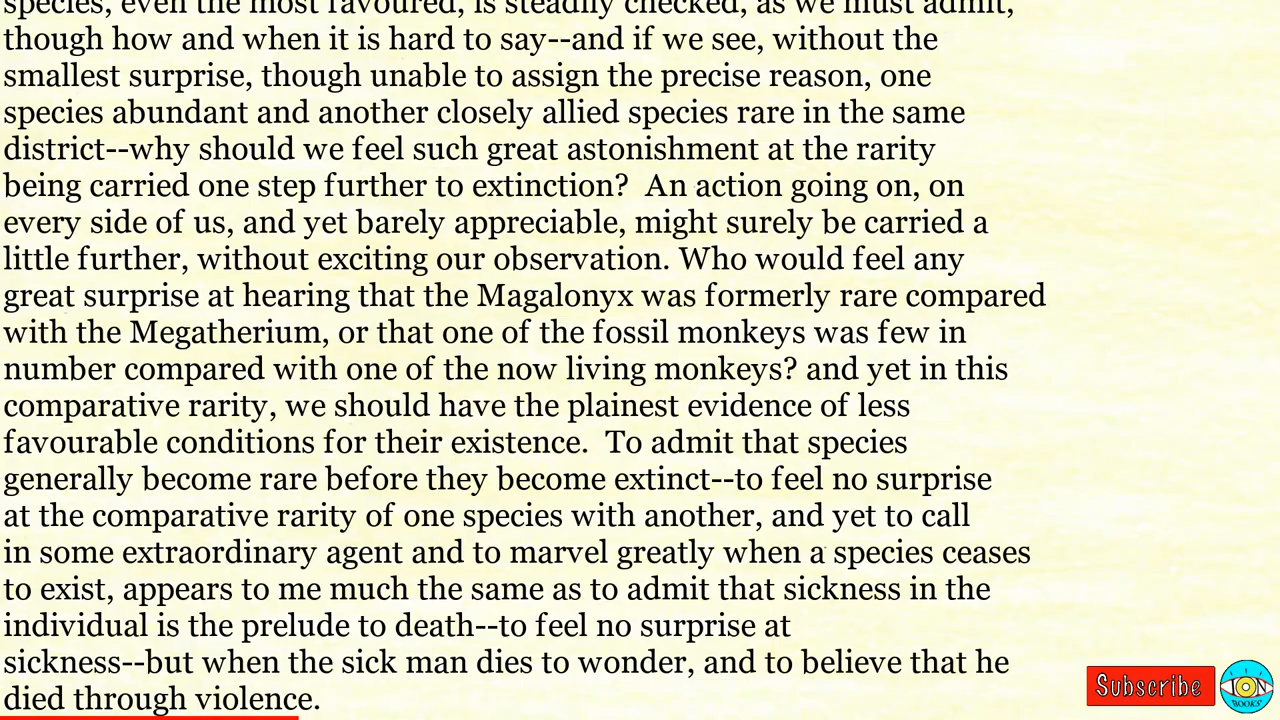 species, even the most favoured, is steadily checked, as we must admit,
though how and when it is hard to say--and if we see, without the
smallest surprise, though unable to assign the precise reason, one
species abundant and another closely allied species rare in the same
district--why should we feel such great astonishment at the rarity
being carried one step further to extinction?  An action going on, on
every side of us, and yet barely appreciable, might surely be carried a
little further, without exciting our observation. Who would feel any
great surprise at hearing that the Magalonyx was formerly rare compared
with the Megatherium, or that one of the fossil monkeys was few in
number compared with one of the now living monkeys? and yet in this
comparative rarity, we should have the plainest evidence of less
favourable conditions for their existence.  To admit that species
generally become rare before they become extinct--to feel no surprise
at the comparative rarity of one species with another, and yet to call
in some extraordinary agent and to marvel greatly when a species ceases
to exist, appears to me much the same as to admit that sickness in the
individual is the prelude to death--to feel no surprise at
sickness--but when the sick man dies to wonder, and to believe that he
died through violence.
Subscribe
ION
BOOKS